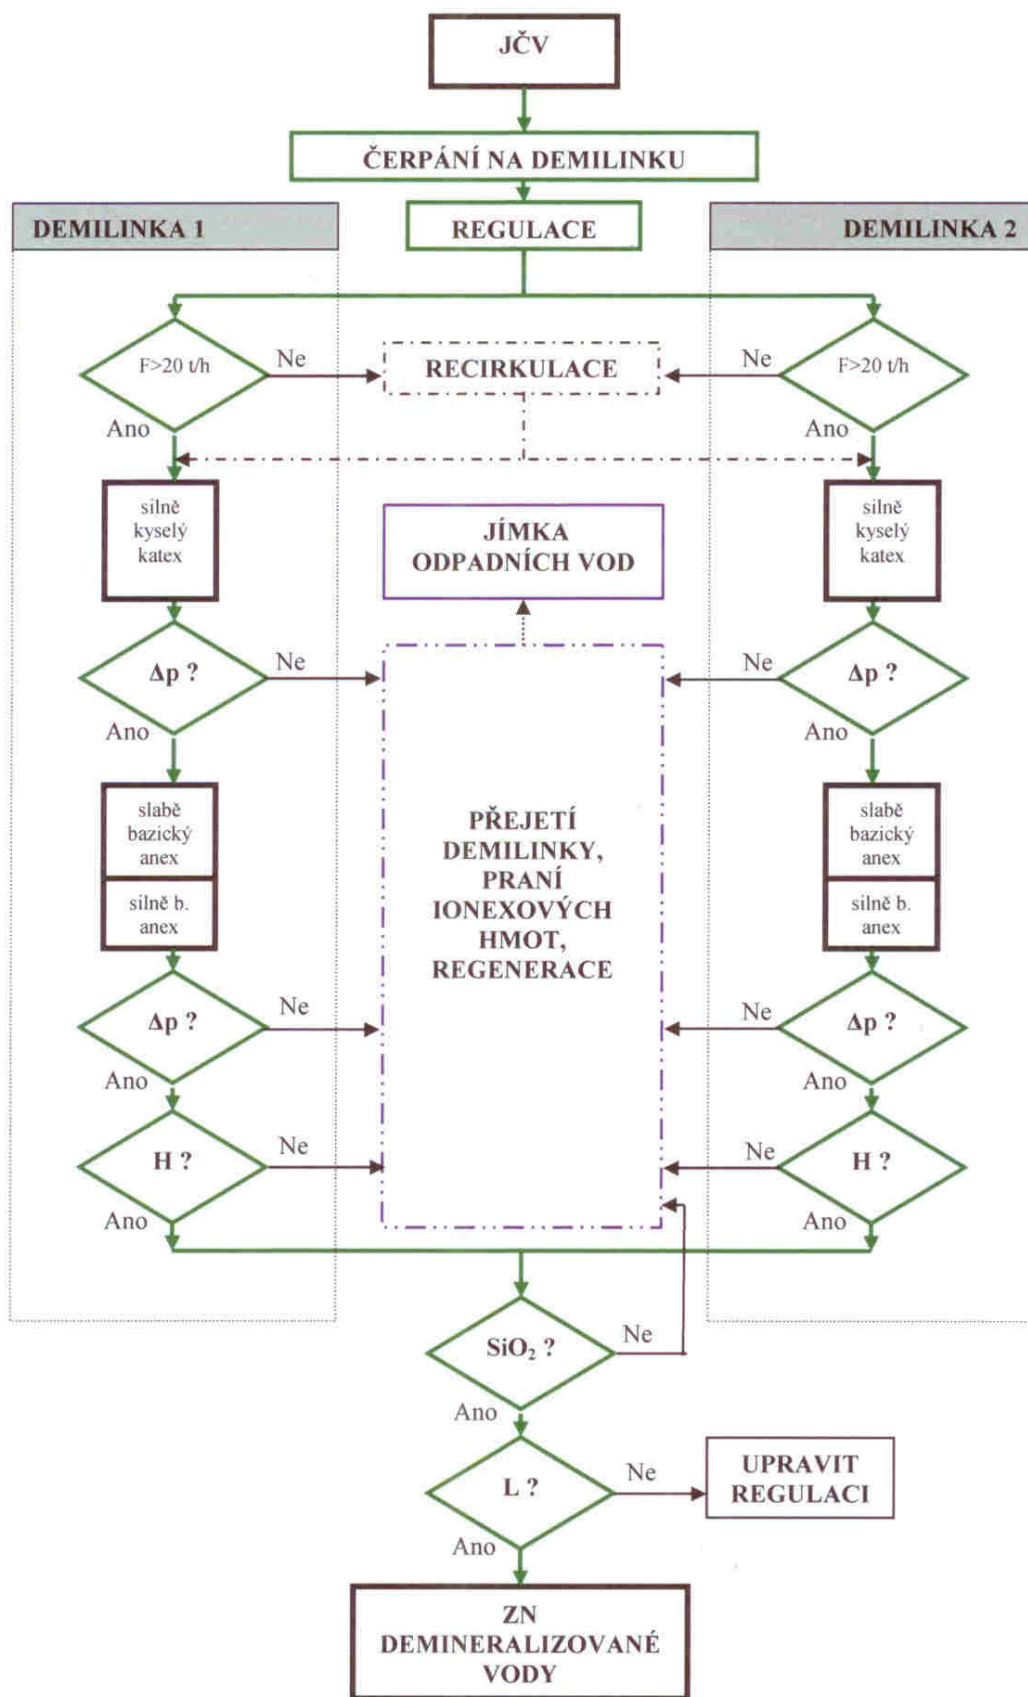 JČV
ČERPÁNÍ NA DEMILINKU
DEMILINKA 1
REGULACE
DEMILINKA 2
F>20 t/h
Ne
RECIRKULACE
Ne
F>20 t/h
Ano
Ano
silně
kyselý
katex
JÍMKA
ODPADNÍCH VOD
silně
kyselý
katex
Δp ?
Ne
Ne
Δp ?
Ano
Ano
slabě
bazický
anex
silně b.
anex
PŘEJETÍ
DEMILINKY,
PRANÍ
IONEXOVÝCH
HMOT,
REGENERACE
slabě
bazický
anex
silně b.
anex
Δp ?
Ne
Ne
Δp ?
Ano
Ano
H ?
Ne
Ne
H ?
Ano
Ano
SiO₂ ?
Ne
Ano
L ?
Ne
UPRAVIT
REGULACI
Ano
ZN
DEMINERALIZOVANÉ
VODY